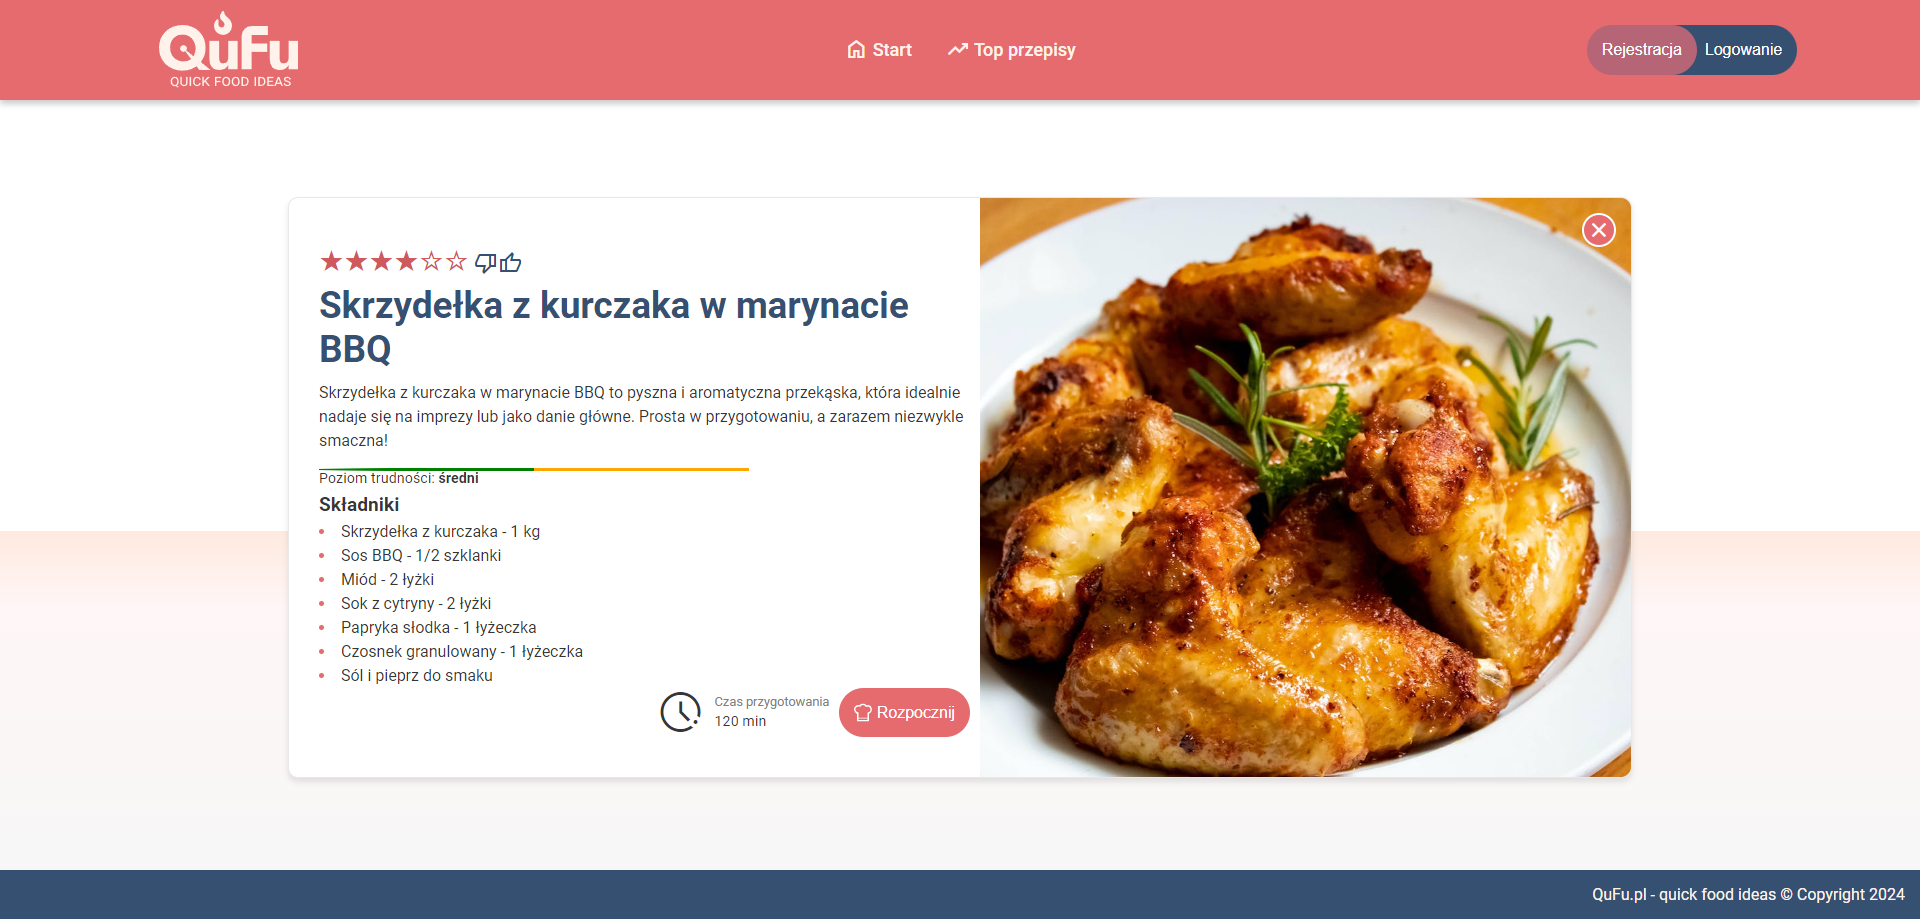 QuFu
QUICK FOOD IDEAS
Start
Top przepisy
Rejestracja
Logowanie
Skrzydełka z kurczaka w marynacie
BBQ
Skrzydełka z kurczaka w marynacie BBQ to pyszna i aromatyczna przekąska, która idealnie
nadaje się na imprezy lub jako danie główne. Prosta w przygotowaniu, a zarazem niezwykle
smaczna!
Poziom trudności: średni
Składniki
Skrzydełka z kurczaka - 1 kg
Sos BBQ - 1/2 szklanki
Miód - 2 łyżki
Sok z cytryny - 2 łyżki
Papryka słodka - 1 łyżeczka
Czosnek granulowany - 1 łyżeczka
Sól i pieprz do smaku
Czas przygotowania
120 min
Rozpocznij
QuFu.pl - quick food ideas © Copyright 2024